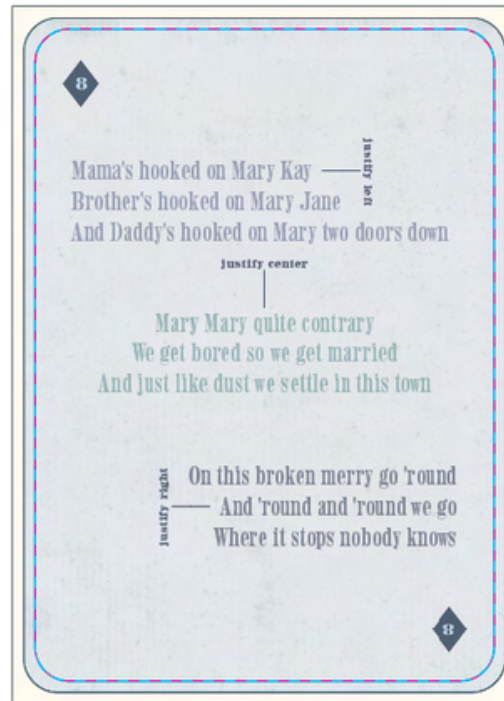 8
Mama's hooked on Mary Kay
justify left
Brother's hooked on Mary Jane
And Daddy's hooked on Mary two doors down
justify center
Mary Mary quite contrary
We get bored so we get married
And just like dust we settle in this town
On this broken merry go 'round
justify right
And 'round and 'round we go
Where it stops nobody knows
8